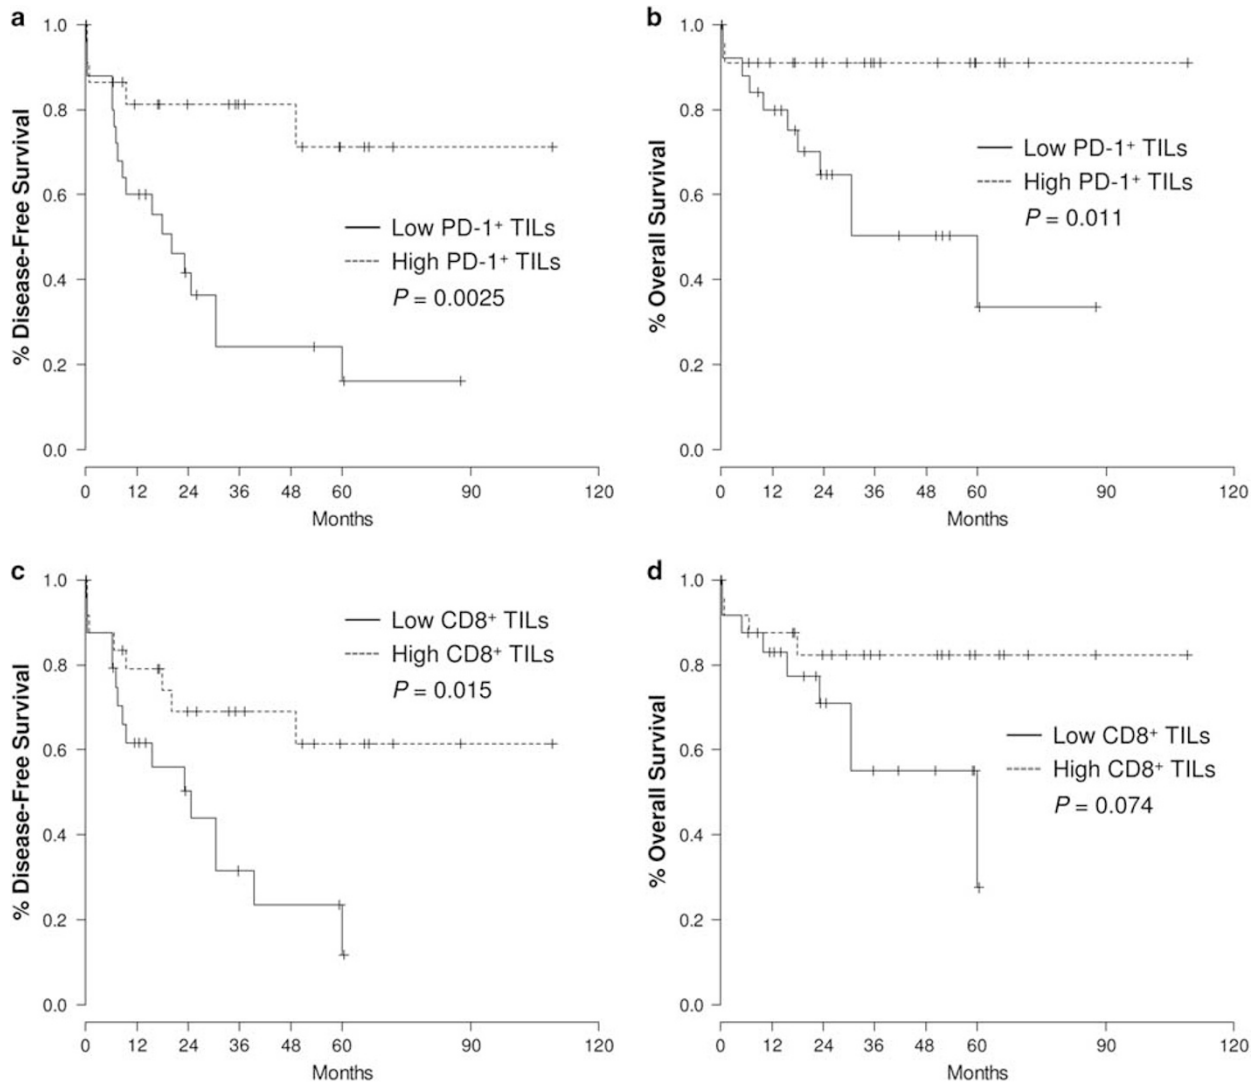 a
1.0
0.8
0.6
0.4
0.2
0.0
% Disease-Free Survival
Low PD-1⁺ TILs
High PD-1⁺ TILs
P = 0.0025
0 12 24 36 48 60 90 120
Months
b
1.0
0.8
0.6
0.4
0.2
0.0
% Overall Survival
Low PD-1⁺ TILs
High PD-1⁺ TILs
P = 0.011
0 12 24 36 48 60 90 120
Months
c
1.0
0.8
0.6
0.4
0.2
0.0
% Disease-Free Survival
Low CD8⁺ TILs
High CD8⁺ TILs
P = 0.015
0 12 24 36 48 60 90 120
Months
d
1.0
0.8
0.6
0.4
0.2
0.0
% Overall Survival
Low CD8⁺ TILs
High CD8⁺ TILs
P = 0.074
0 12 24 36 48 60 90 120
Months